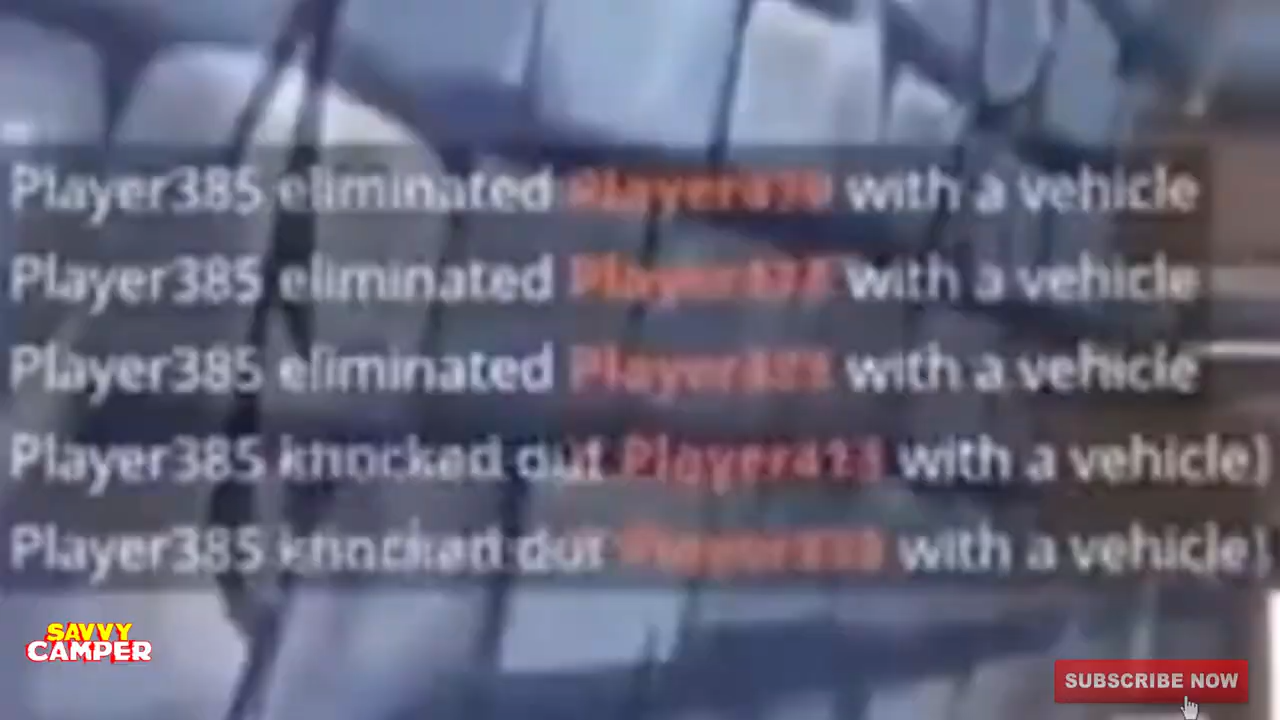 Player385 eliminated with a vehicle
Player385 eliminated with a vehicle
Player385 eliminated with a vehicle
Player385 knocked out Player413 with a vehicle)
Player385 knocked out with a vehicle)
SAVVY
CAMPER
SUBSCRIBE NOW